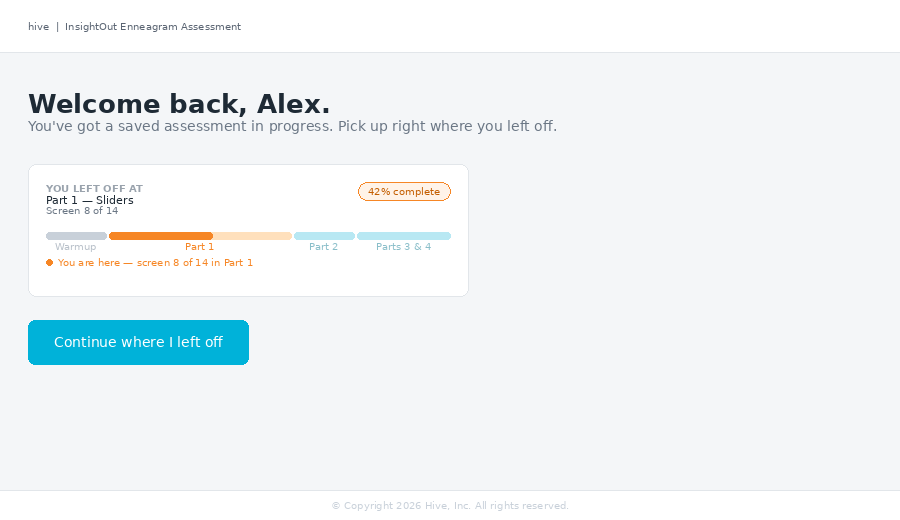 hive | InsightOut Enneagram Assessment
Welcome back, Alex.
You've got a saved assessment in progress. Pick up right where you left off.
YOU LEFT OFF AT
42% complete
Part 1 — Sliders
Screen 8 of 14
Warmup Part 1 Part 2 Parts 3 & 4
You are here — screen 8 of 14 in Part 1
Continue where I left off
© Copyright 2026 Hive, Inc. All rights reserved.